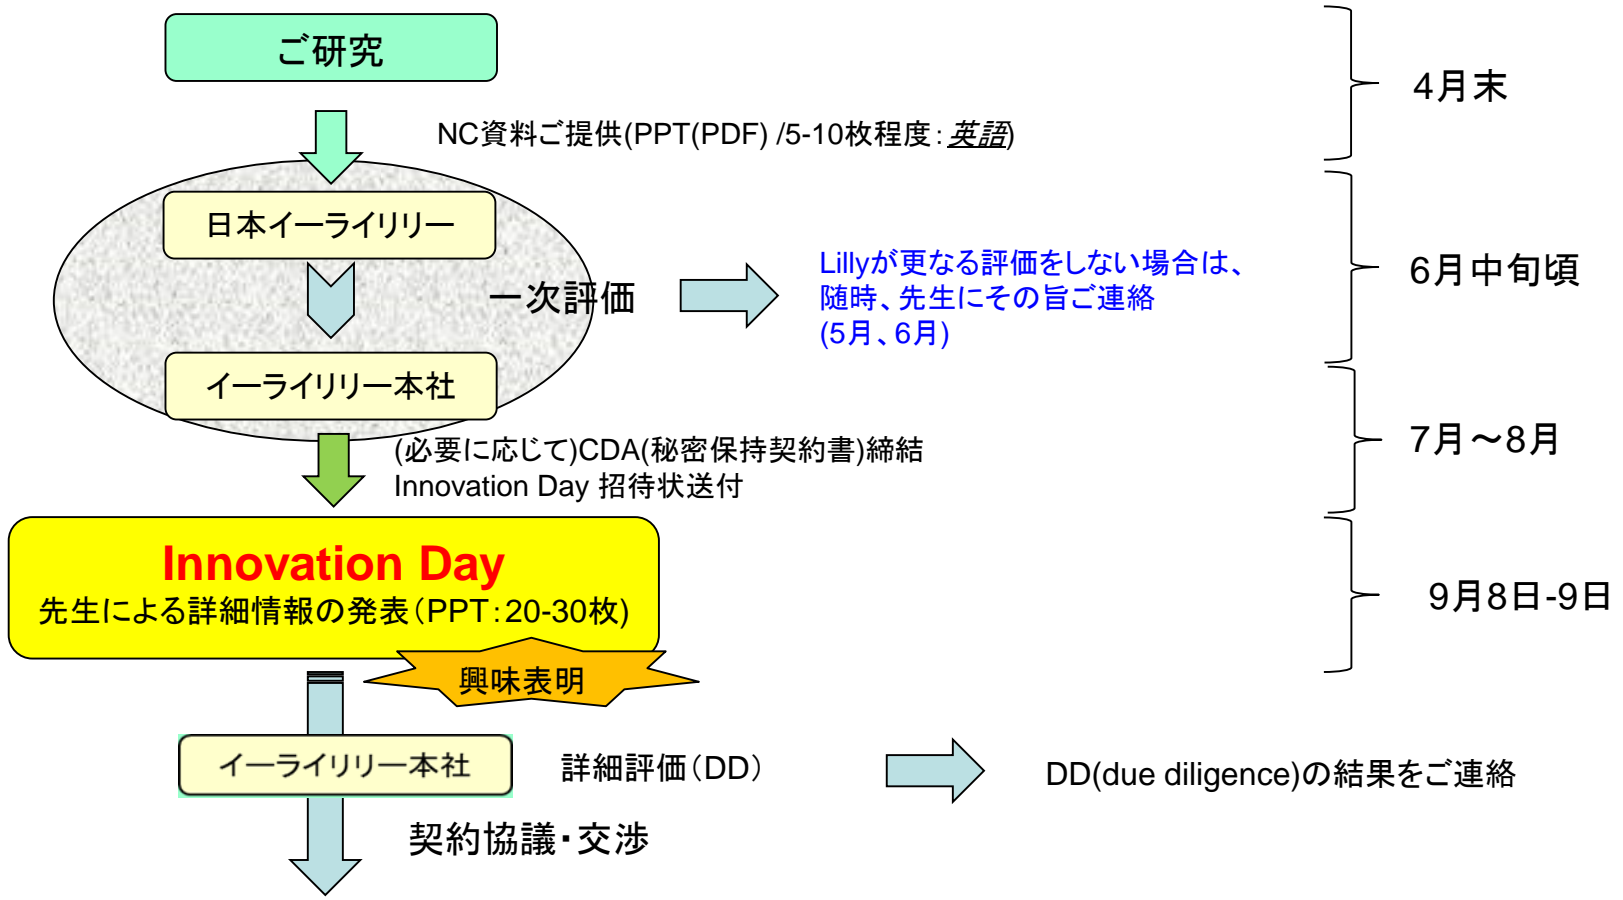 ご研究
4月末
NC資料ご提供(PPT(PDF) /5-10枚程度：英語)
日本イーライリリー
一次評価
Lillyが更なる評価をしない場合は、
随時、先生にその旨ご連絡
(5月、6月)
6月中旬頃
イーライリリー本社
(必要に応じて)CDA(秘密保持契約書)締結
Innovation Day 招待状送付
7月～8月
Innovation Day
先生による詳細情報の発表（PPT：20-30枚)
9月8日-9日
興味表明
イーライリリー本社
詳細評価（DD）
DD(due diligence)の結果をご連絡
契約協議・交渉